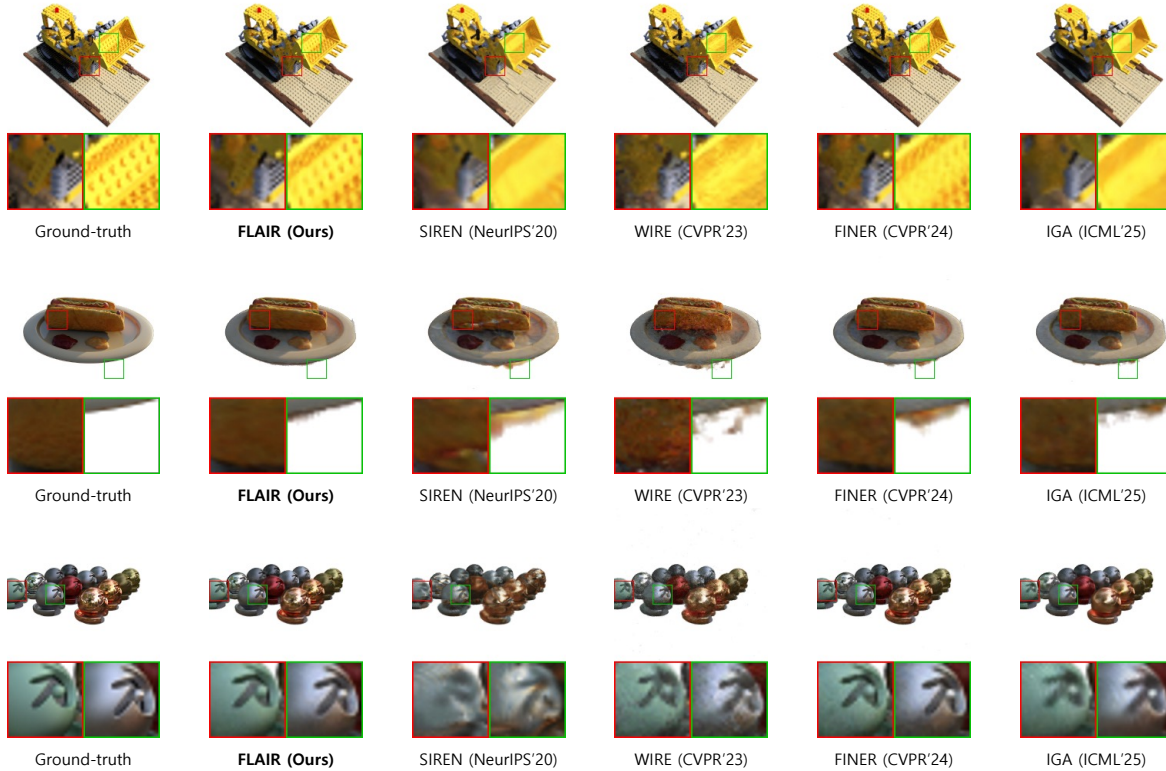 Ground-truth FLAIR (Ours) SIREN (NeurIPS'20) WIRE (CVPR'23) FINER (CVPR'24) IGA (ICML'25)
Ground-truth FLAIR (Ours) SIREN (NeurIPS'20) WIRE (CVPR'23) FINER (CVPR'24) IGA (ICML'25)
Ground-truth FLAIR (Ours) SIREN (NeurIPS'20) WIRE (CVPR'23) FINER (CVPR'24) IGA (ICML'25)